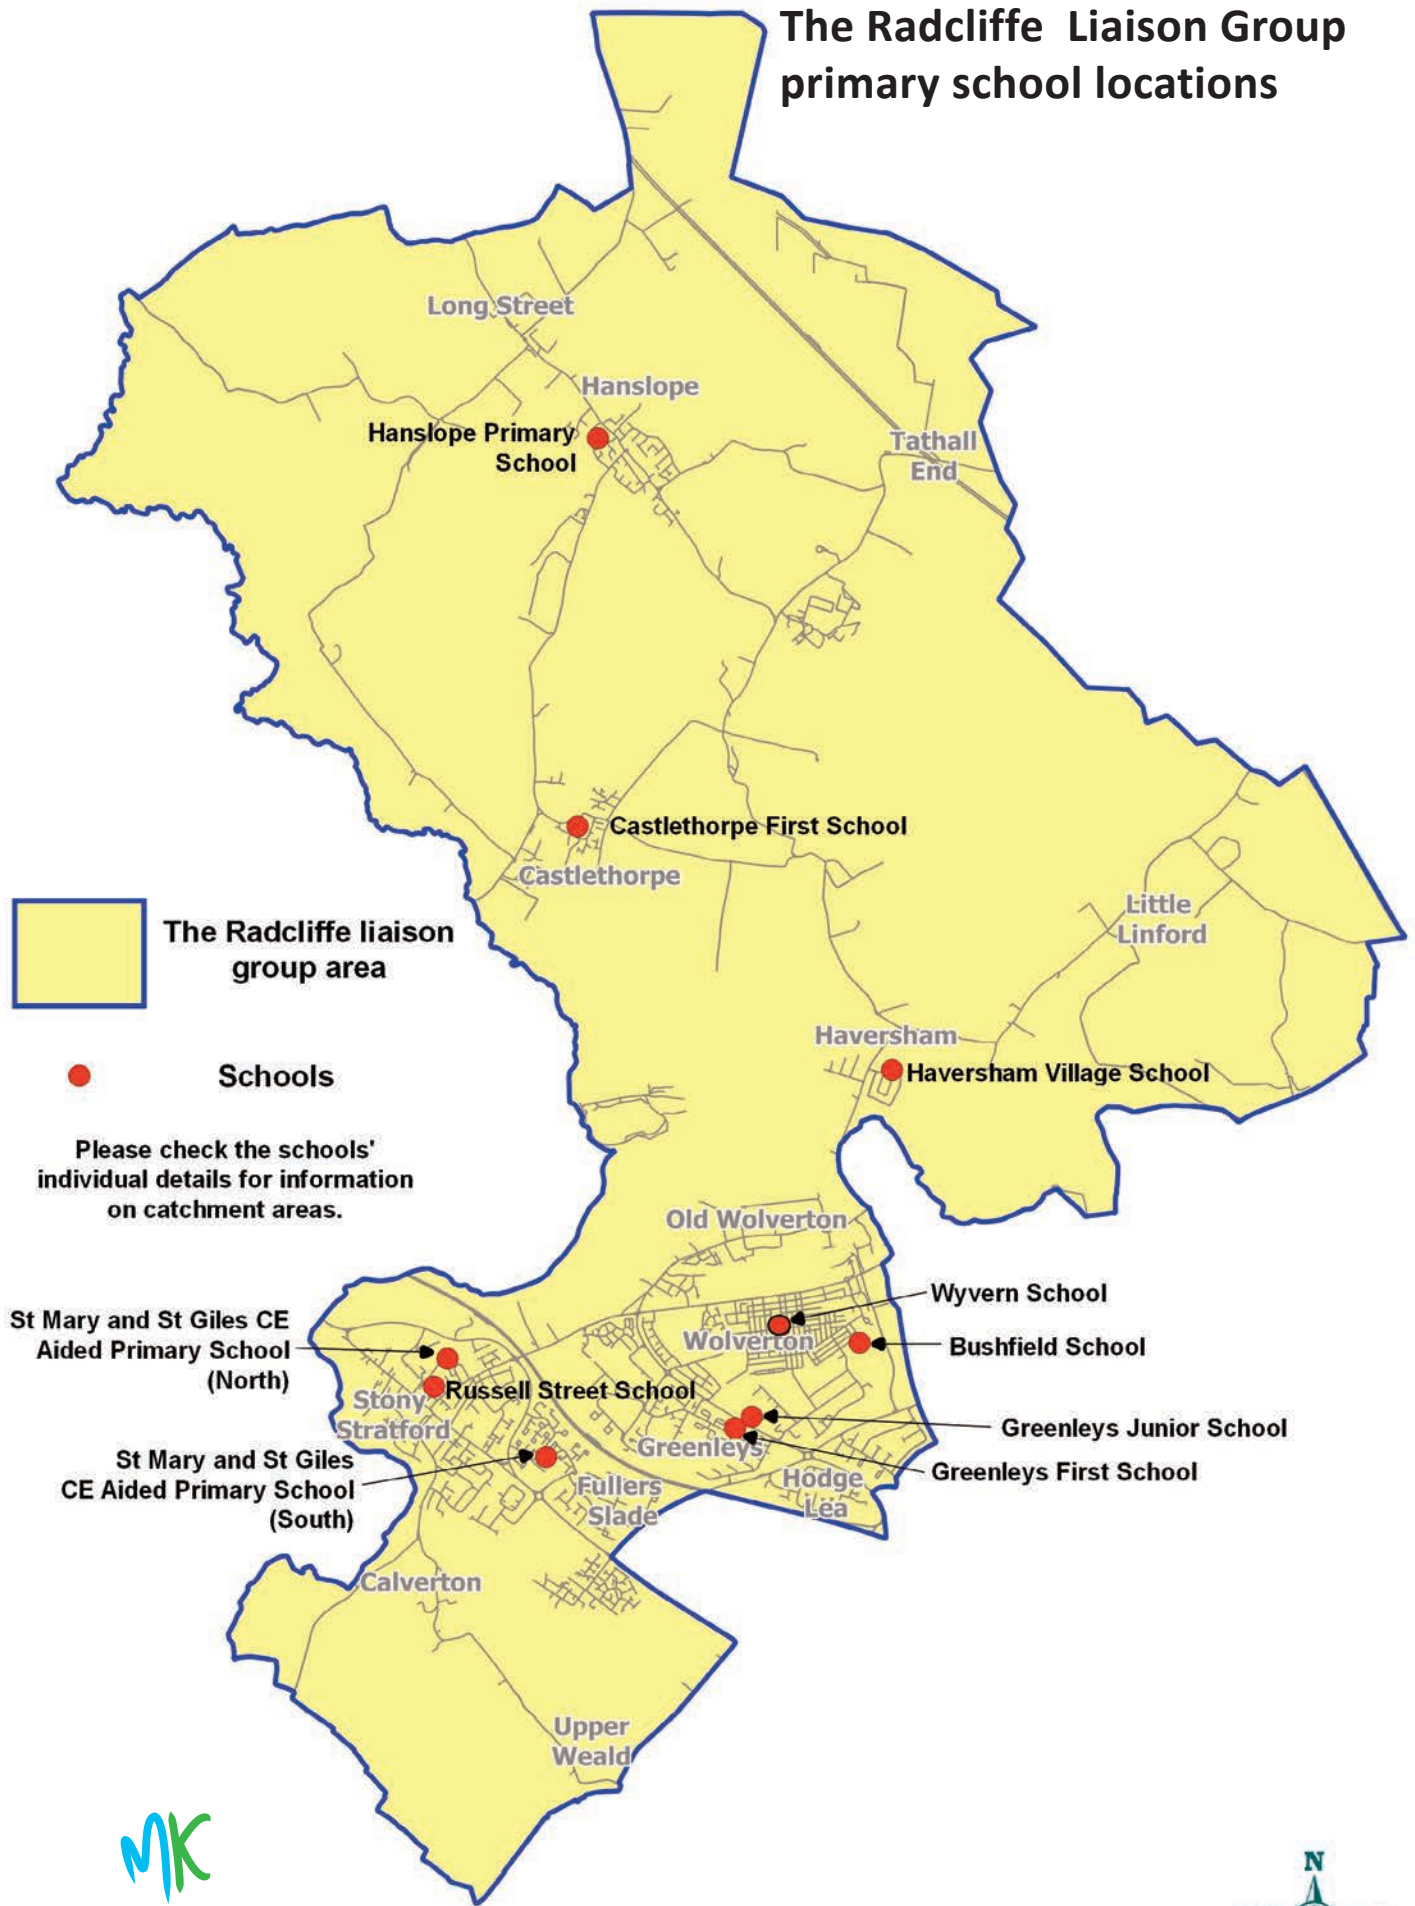 The Radcliffe Liaison Group
primary school locations
Long Street
Hanslope
Hanslope Primary
School
Tathall
End
Castlethorpe First School
Castlethorpe
The Radcliffe liaison
group area
Little
Linford
Haversham
Haversham Village School
Schools
Please check the schools'
individual details for information
on catchment areas.
Old Wolverton
Wyvern School
St Mary and St Giles CE
Aided Primary School
(North)
Wolverton
Bushfield School
Russell Street School
Stony
Stratford
Greenleys Junior School
Greenleys
Greenleys First School
St Mary and St Giles
CE Aided Primary School
(South)
Fullers
Slade
Hodge
Lea
Calverton
Upper
Weald
MK
N